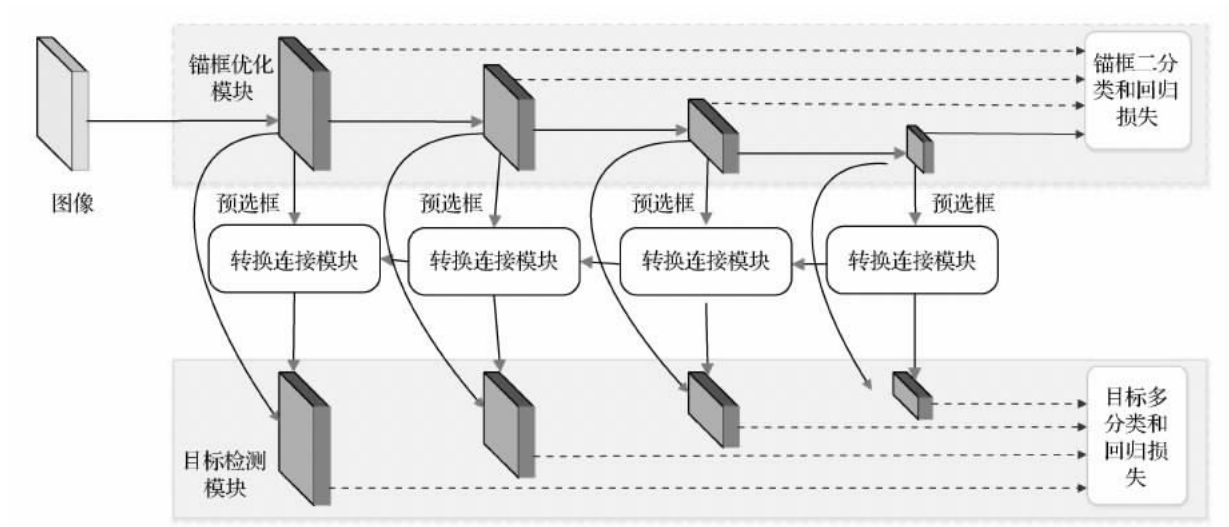 锚框优化
模块
锚框二分
类和回归
损失
图像
预选框
预选框
预选框
预选框
转换连接模块
转换连接模块
转换连接模块
转换连接模块
目标检测
模块
目标多
分类和
回归损
失